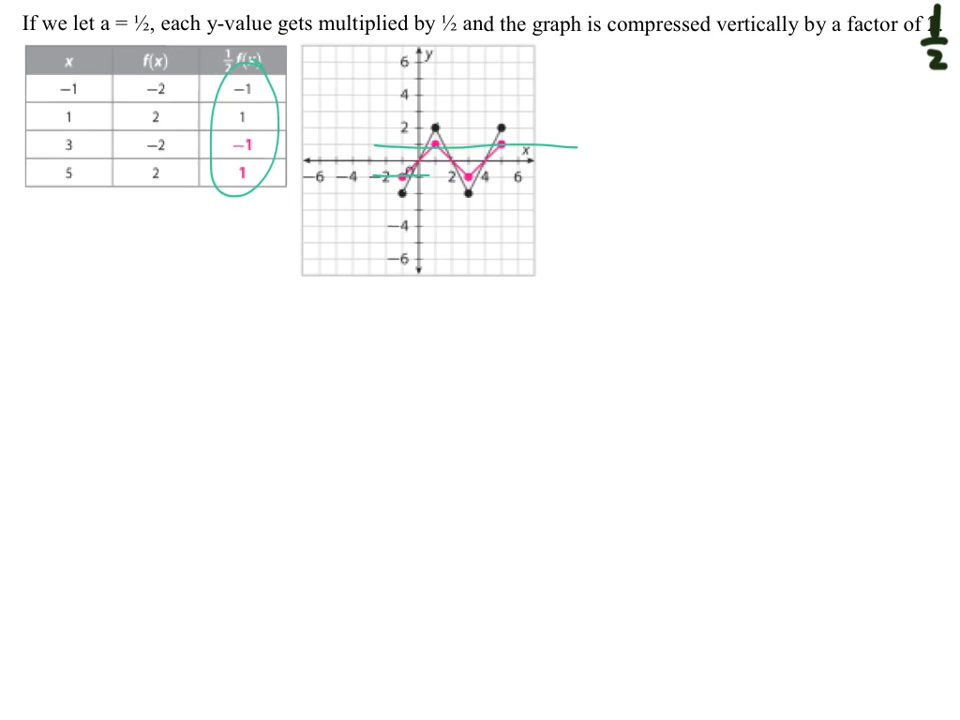 If we let a = ½, each y-value gets multiplied by ½ and the graph is compressed vertically by a factor of 1/2
x f(x) 1/2 f(x)
−1 −2 −1
1 2 1
3 −2 −1
5 2 1
6 y
4
2
x
−6 −4 −2 0 2 4 6
−4
−6